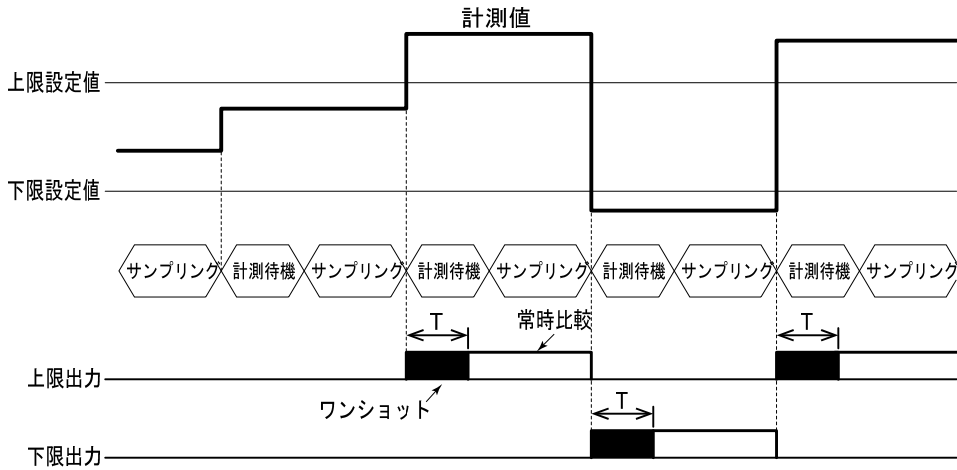 計測値
上限設定値
下限設定値
サンプリング 計測待機 サンプリング 計測待機 サンプリング 計測待機 サンプリング 計測待機 サンプリング
T 常時比較 T
上限出力
ワンショット
T
下限出力